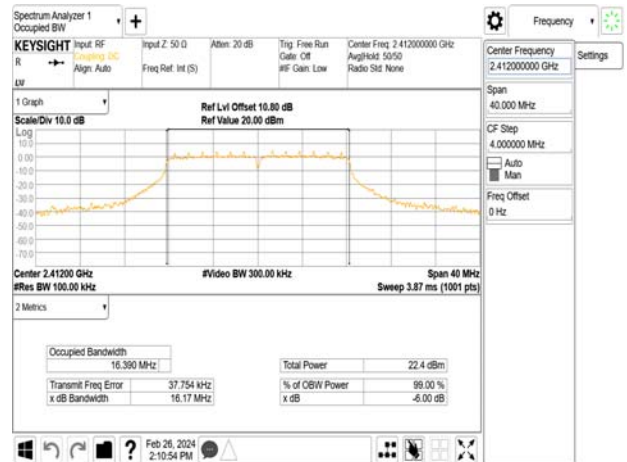 Spectrum Analyzer 1
Occupied BW
Frequency
KEYSIGHT
Input: RF
Coupling: DC
Align: Auto
Input Z: 50 Ω
Freq Ref: Int (S)
Atten: 20 dB
Trig: Free Run
Gate: Off
#IF Gain: Low
Center Freq: 2.412000000 GHz
Avg|Hold: 50/50
Radio Std: None
R
Center Frequency
2.412000000 GHz
Settings
Span
40.000 MHz
CF Step
4.000000 MHz
Auto
Man
Freq Offset
0 Hz
1 Graph
Scale/Div 10.0 dB
Ref Lvl Offset 10.80 dB
Ref Value 20.00 dBm
Log
10.0
0.00
-10.0
-20.0
-30.0
-40.0
-50.0
-60.0
-70.0
Center 2.41200 GHz
#Res BW 100.00 kHz
#Video BW 300.00 kHz
Span 40 MHz
Sweep 3.87 ms (1001 pts)
2 Metrics
Occupied Bandwidth
16.390 MHz
Total Power 22.4 dBm
Transmit Freq Error 37.754 kHz
% of OBW Power 99.00 %
x dB Bandwidth 16.17 MHz
x dB -6.00 dB
?
Feb 26, 2024
2:10:54 PM